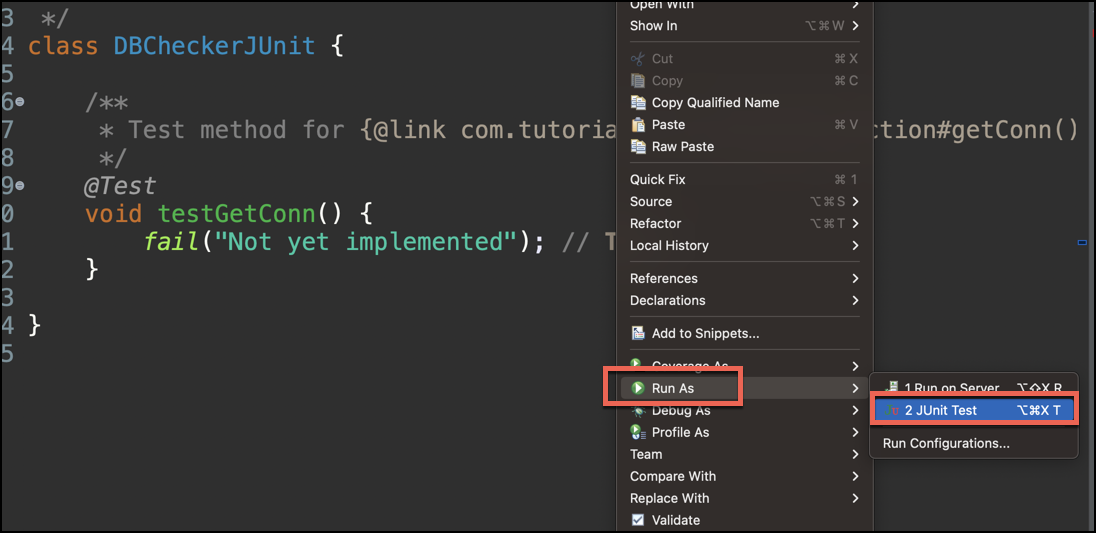 3 */
4 class DBCheckerJUnit {
5
6 /**
7 * Test method for {@link com.tutoria ction#getConn()
8 */
9 @Test
0 void testGetConn() {
1 fail("Not yet implemented"); // T
2 }
3
4 }
5
Open With
Show In ⌥⌘W
Cut ⌘X
Copy ⌘C
Copy Qualified Name
Paste ⌘V
Raw Paste
Quick Fix ⌘1
Source ⌥⌘S
Refactor ⌥⌘T
Local History
References
Declarations
Add to Snippets...
Coverage As
Run As
Debug As
Profile As
Team
Compare With
Replace With
Validate
1 Run on Server ⌥⇧X R
2 JUnit Test ⌥⌘X T
Run Configurations...